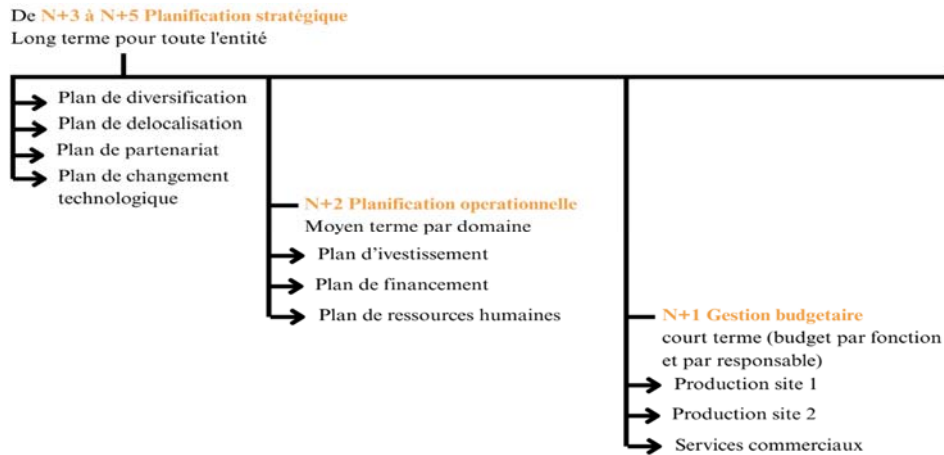 De N+3 à N+5 Planification stratégique
Long terme pour toute l'entité
Plan de diversification
Plan de delocalisation
Plan de partenariat
Plan de changement
technologique
N+2 Planification operationnelle
Moyen terme par domaine
Plan d'ivestissement
Plan de financement
Plan de ressources humaines
N+1 Gestion budgetaire
court terme (budget par fonction
et par responsable)
Production site 1
Production site 2
Services commerciaux